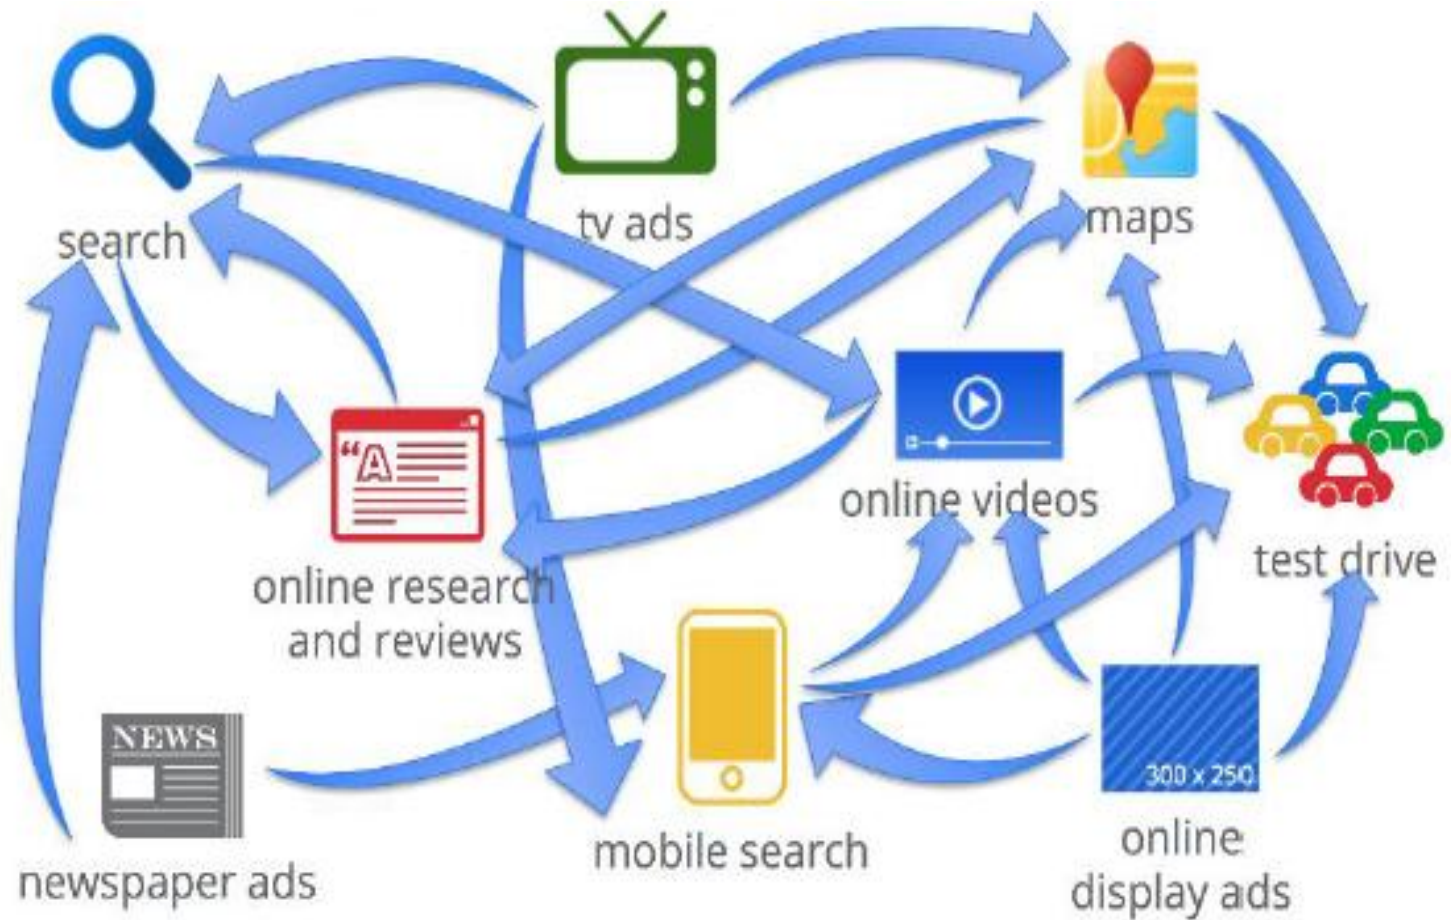 search
tv ads
maps
“A
online videos
test drive
online research
and reviews
NEWS
300 x 250
mobile search
newspaper ads
online
display ads